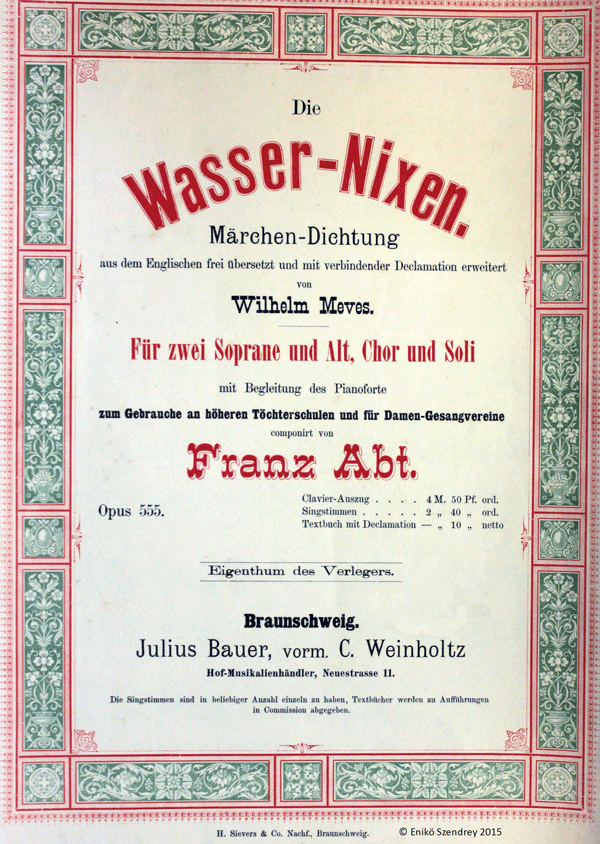 Die
Wasser-Nixen.
Märchen-Dichtung
aus dem Englischen frei übersetzt und mit verbindender Declamation erweitert
von
Wilhelm Meves.
Für zwei Soprane und Alt, Chor und Soli
mit Begleitung des Pianoforte
zum Gebrauche an höheren Töchterschulen und für Damen-Gesangvereine
componirt von
Franz Abt.
Opus 555.
Clavier-Auszug . . . . 4 M. 50 Pf. ord.
Singstimmen . . . . . 2 „ 40 „ ord.
Textbuch mit Declamation — „ 10 „ netto
Eigenthum des Verlegers.
Braunschweig.
Julius Bauer, vorm. C. Weinholtz
Hof-Musikalienhändler, Neuestrasse 11.
Die Singstimmen sind in beliebiger Anzahl einzeln zu haben, Textbücher werden zu Aufführungen
in Commission abgegeben.
H. Sievers & Co. Nachf., Braunschweig.
© Enikö Szendrey 2015